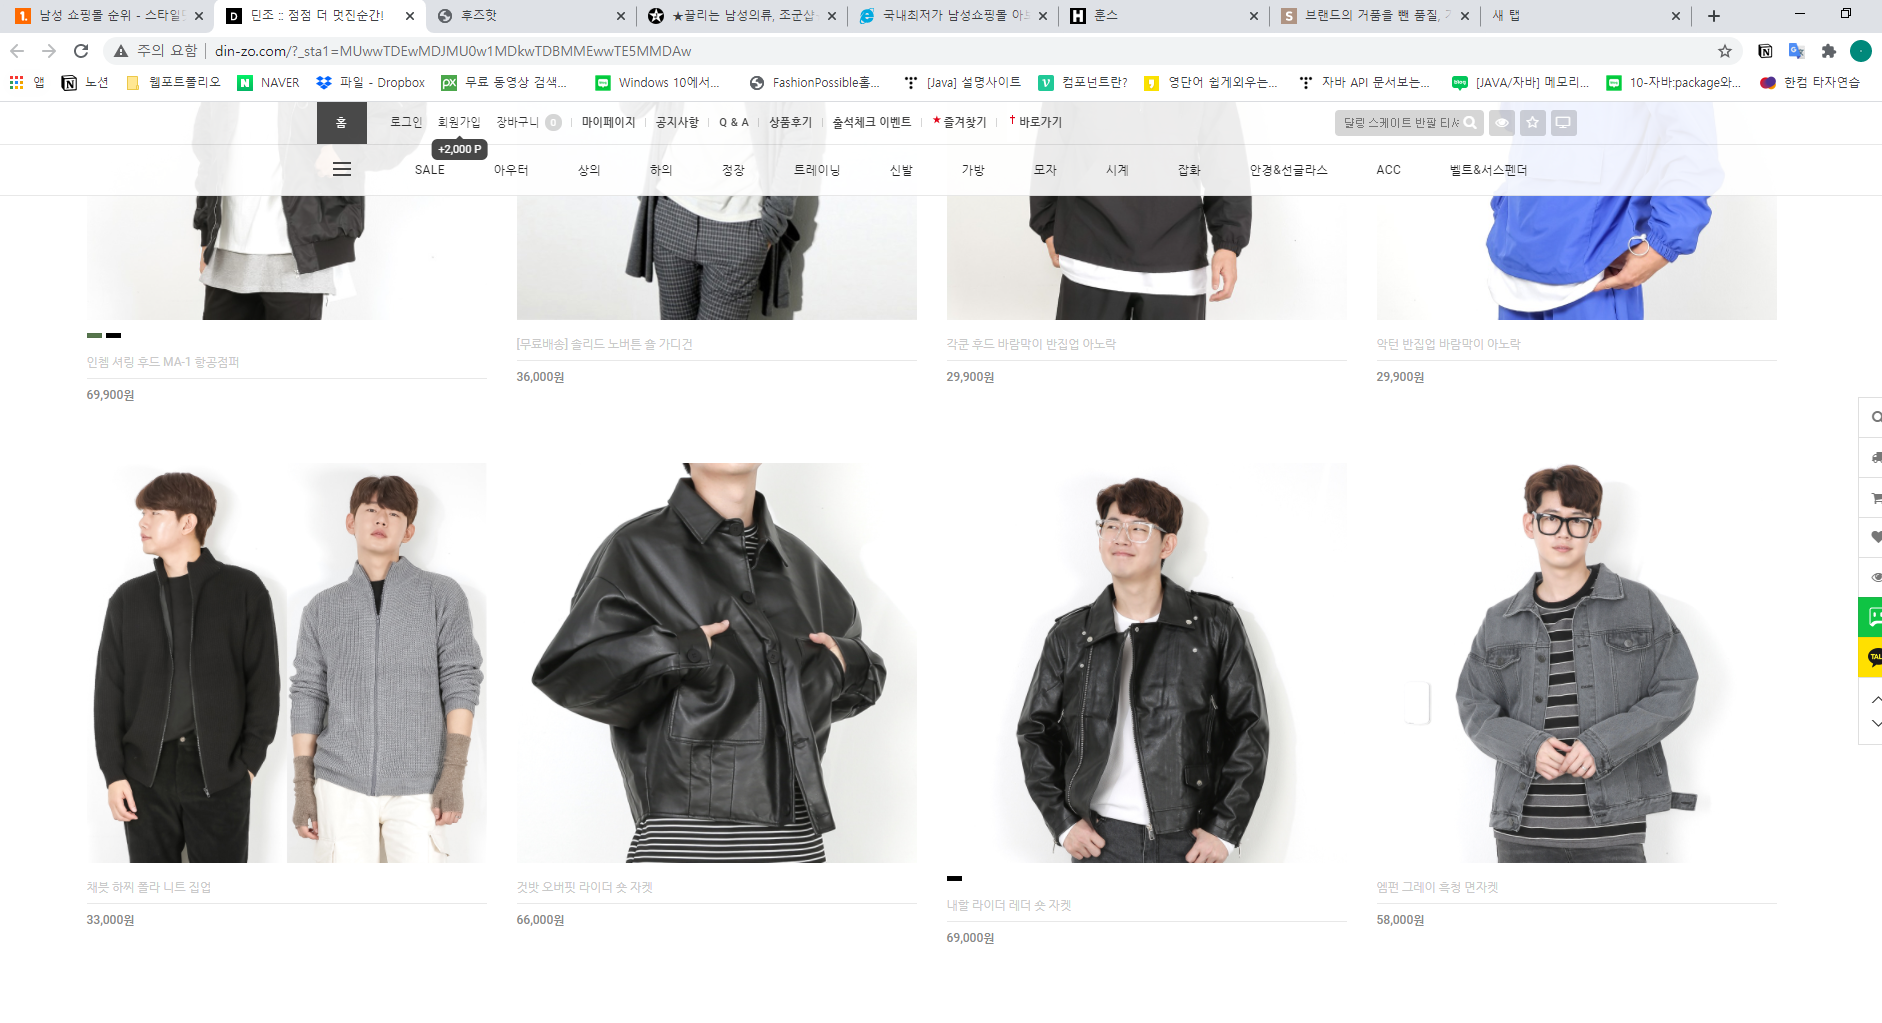 남성 쇼핑몰 순위 - 스타일
딘조 :: 점점 더 멋진순간!
후즈핫
★끌리는 남성의류, 조군샵
국내최저가 남성쇼핑몰 아
훈스
브랜드의 거품을 뺀 품질,
새 탭
주의 요함 din-zo.com/?_sta1=MUwwTDEwMDJMU0w1MDkwTDBMMEwwTE5MMDAw
앱 노션 웹포트폴리오 NAVER 파일 - Dropbox 무료 동영상 검색... Windows 10에서... FashionPossible홈... [Java] 설명사이트 컴포넌트란? 영단어 쉽게외우는... 자바 API 문서보는... [JAVA/자바] 메모리... 10-자바:package와... 한컴 타자연습
홈 로그인 회원가입 장바구니 0 마이페이지 공지사항 Q & A 상품후기 출석체크 이벤트 ★즐겨찾기 † 바로가기 달링 스케이트 반팔 티셔
+2,000 P
SALE 아우터 상의 하의 정장 트레이닝 신발 가방 모자 시계 잡화 안경&선글라스 ACC 벨트&서스펜더
인쳄 셔링 후드 MA-1 항공점퍼
69,900원
[무료배송] 솔리드 노버튼 숄 가디건
36,000원
각쿤 후드 바람막이 반집업 아노락
29,900원
악턴 반집업 바람막이 아노락
29,900원
TALK
채븟 하찌 폴라 니트 집업
33,000원
것밧 오버핏 라이더 숏 자켓
66,000원
내할 라이더 레더 숏 자켓
69,000원
엠펀 그레이 흑청 면자켓
58,000원